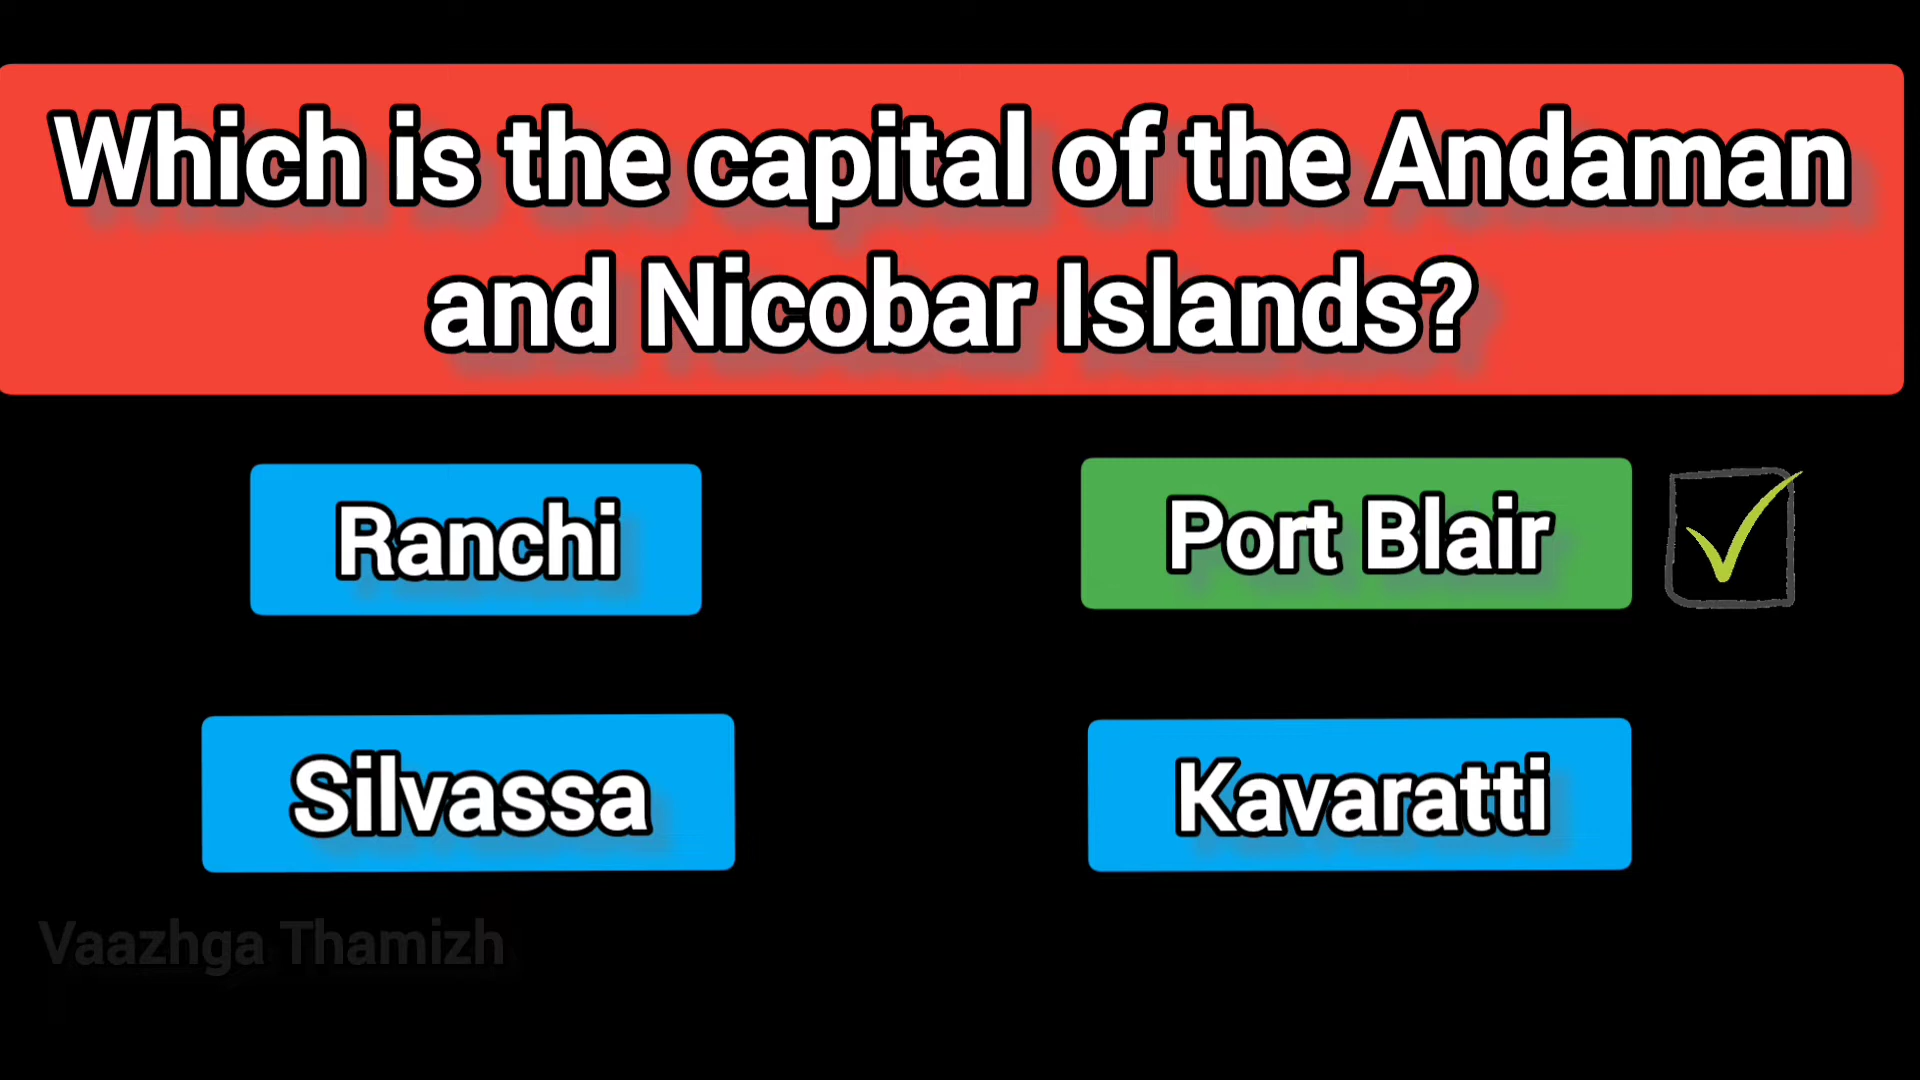 Which is the capital of the Andaman
and Nicobar Islands?
Ranchi
Port Blair
Silvassa
Kavaratti
Vaazhga Thamizh